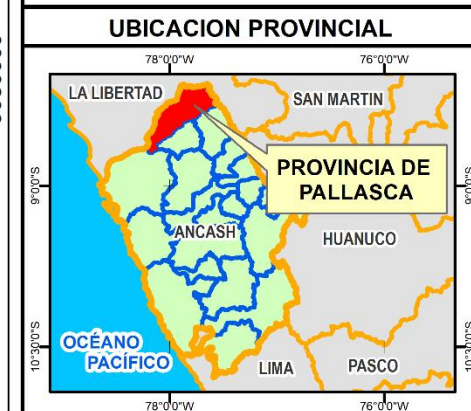 UBICACION PROVINCIAL
78°0'0"W 76°0'0"W
LA LIBERTAD
SAN MARTIN
PROVINCIA DE
PALLASCA
9°0'0"S 9°0'0"S
ANCASH
HUANUCO
OCÉANO
PACÍFICO
LIMA
PASCO
10°30'0"S 10°30'0"S
78°0'0"W 76°0'0"W